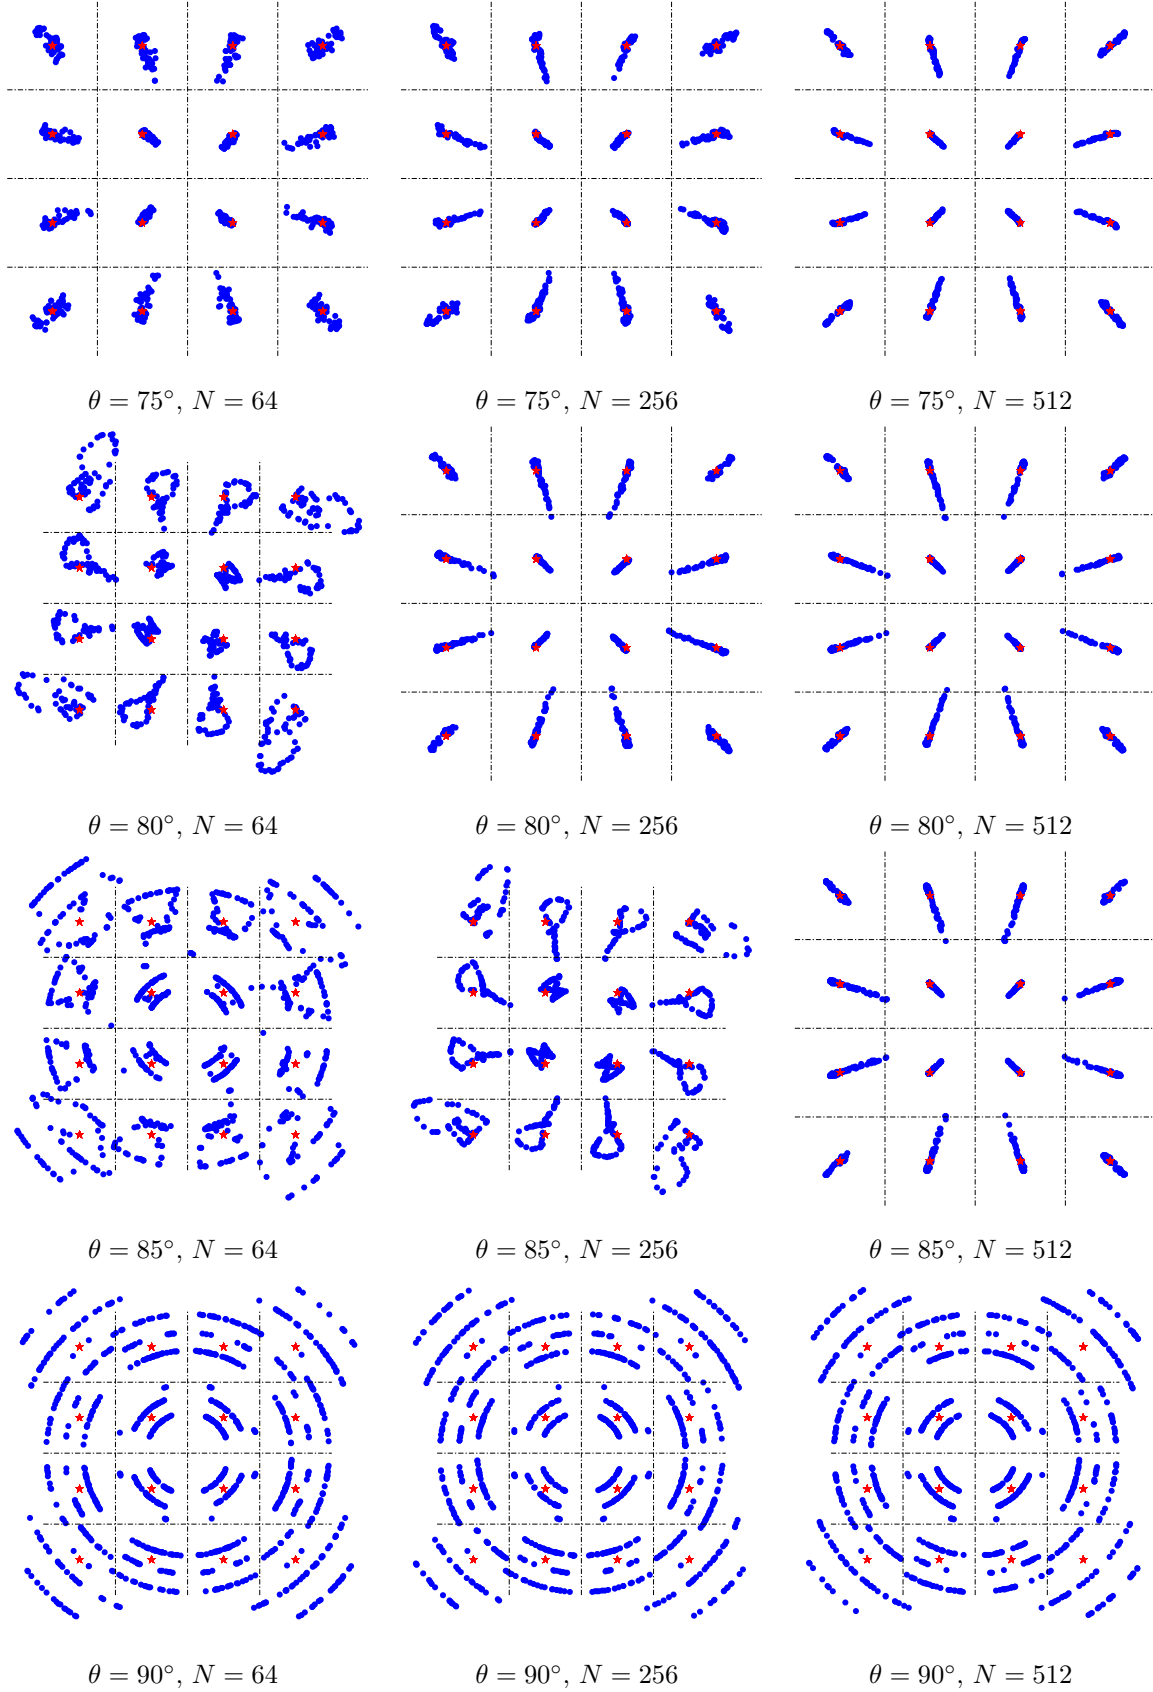 θ = 75°, N = 64
θ = 75°, N = 256
θ = 75°, N = 512
θ = 80°, N = 64
θ = 80°, N = 256
θ = 80°, N = 512
θ = 85°, N = 64
θ = 85°, N = 256
θ = 85°, N = 512
θ = 90°, N = 64
θ = 90°, N = 256
θ = 90°, N = 512